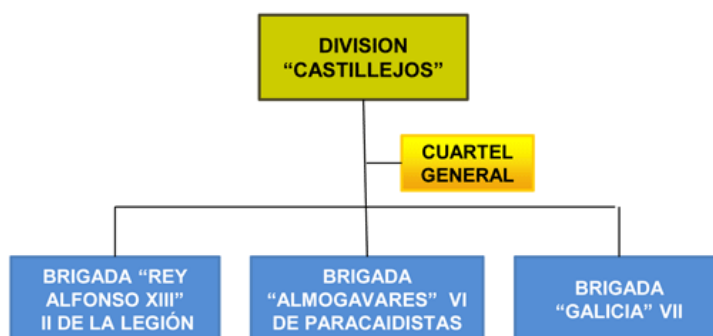 DIVISION
“CASTILLEJOS”
CUARTEL
GENERAL
BRIGADA “REY
ALFONSO XIII”
II DE LA LEGIÓN
BRIGADA
“ALMOGAVARES” VI
DE PARACAIDISTAS
BRIGADA
“GALICIA” VII